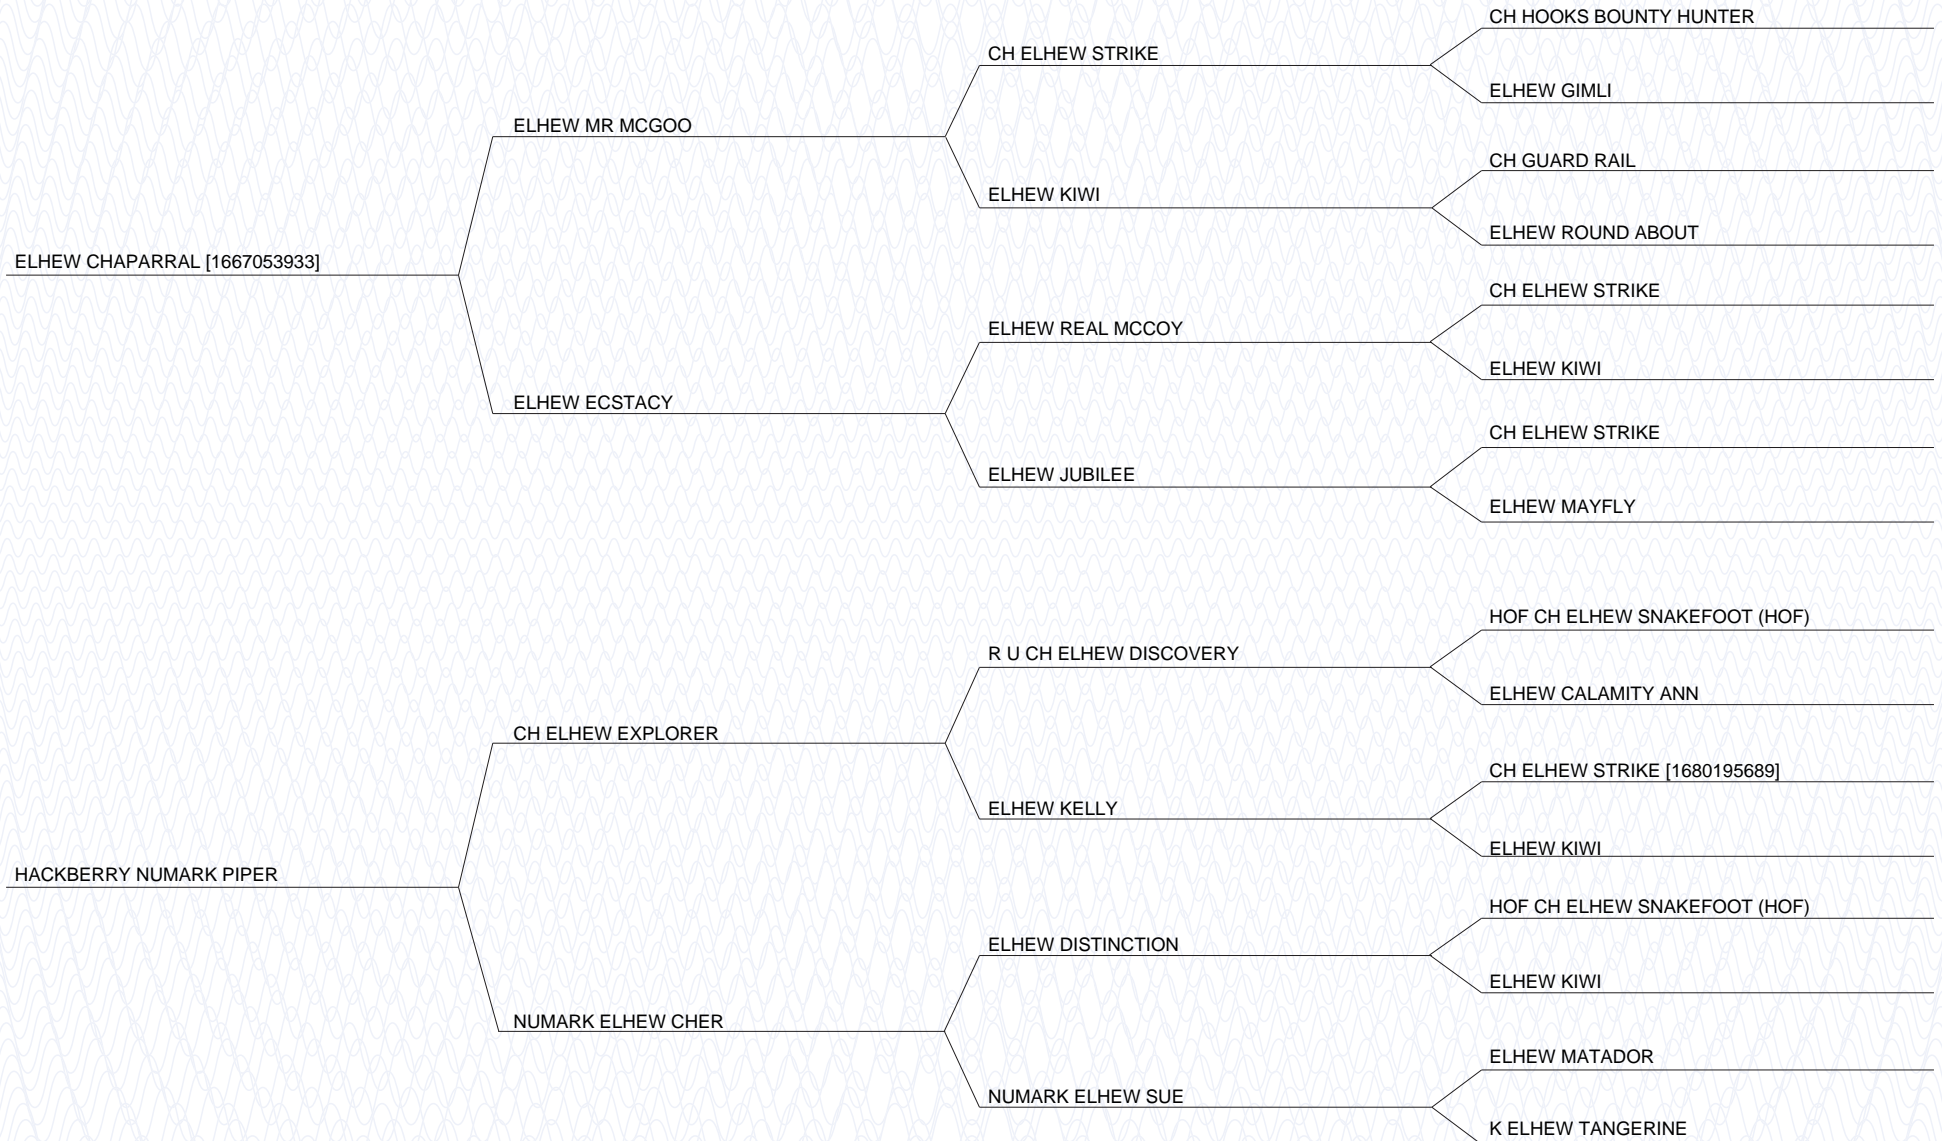 CH HOOKS BOUNTY HUNTER
CH ELHEW STRIKE
ELHEW GIMLI
ELHEW MR MCGOO
CH GUARD RAIL
ELHEW KIWI
ELHEW ROUND ABOUT
ELHEW CHAPARRAL [1667053933]
CH ELHEW STRIKE
ELHEW REAL MCCOY
ELHEW KIWI
ELHEW ECSTACY
CH ELHEW STRIKE
ELHEW JUBILEE
ELHEW MAYFLY
HOF CH ELHEW SNAKEFOOT (HOF)
R U CH ELHEW DISCOVERY
ELHEW CALAMITY ANN
CH ELHEW EXPLORER
CH ELHEW STRIKE [1680195689]
ELHEW KELLY
ELHEW KIWI
HACKBERRY NUMARK PIPER
HOF CH ELHEW SNAKEFOOT (HOF)
ELHEW DISTINCTION
ELHEW KIWI
NUMARK ELHEW CHER
ELHEW MATADOR
NUMARK ELHEW SUE
K ELHEW TANGERINE